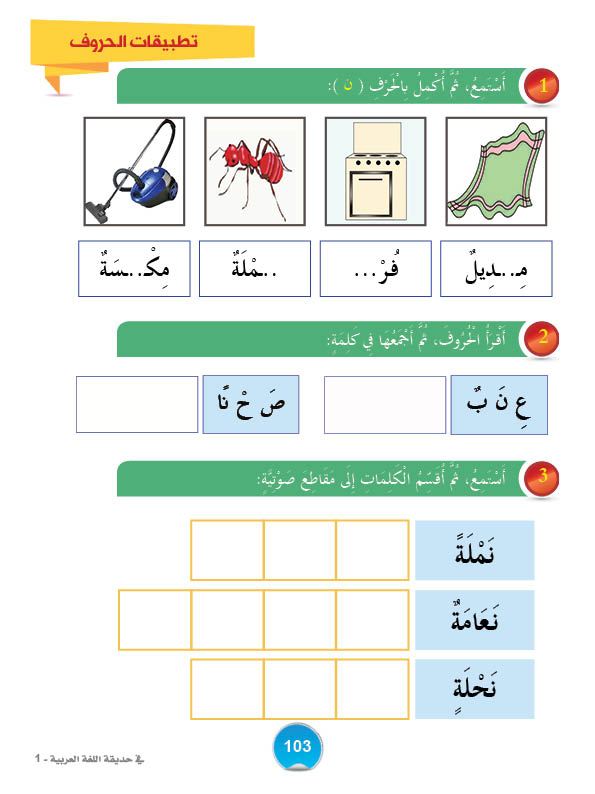 تطبيقات الحروف
1 أَسْتَمِعُ، ثُمَّ أُكْمِلُ بِالْحَرْفِ ( ن ):
مِـ...ـدِيلٌ فُرْ... ...ـمْلَةٌ مِكْـ...ـسَةٌ
2 أَقْرَأُ الْحُرُوفَ، ثُمَّ أَجْمَعُهَا فِي كَلِمَةٍ:
عِ نَ بٌ صَ حْ نًا
3 أَسْتَمِعُ، ثُمَّ أُقَسِّمُ الْكَلِمَاتِ إِلَى مَقَاطِعَ صَوْتِيَّةٍ:
نَمْلَةً
نَعَامَةٌ
نَحْلَةٍ
103
في حديقة اللغة العربية - 1